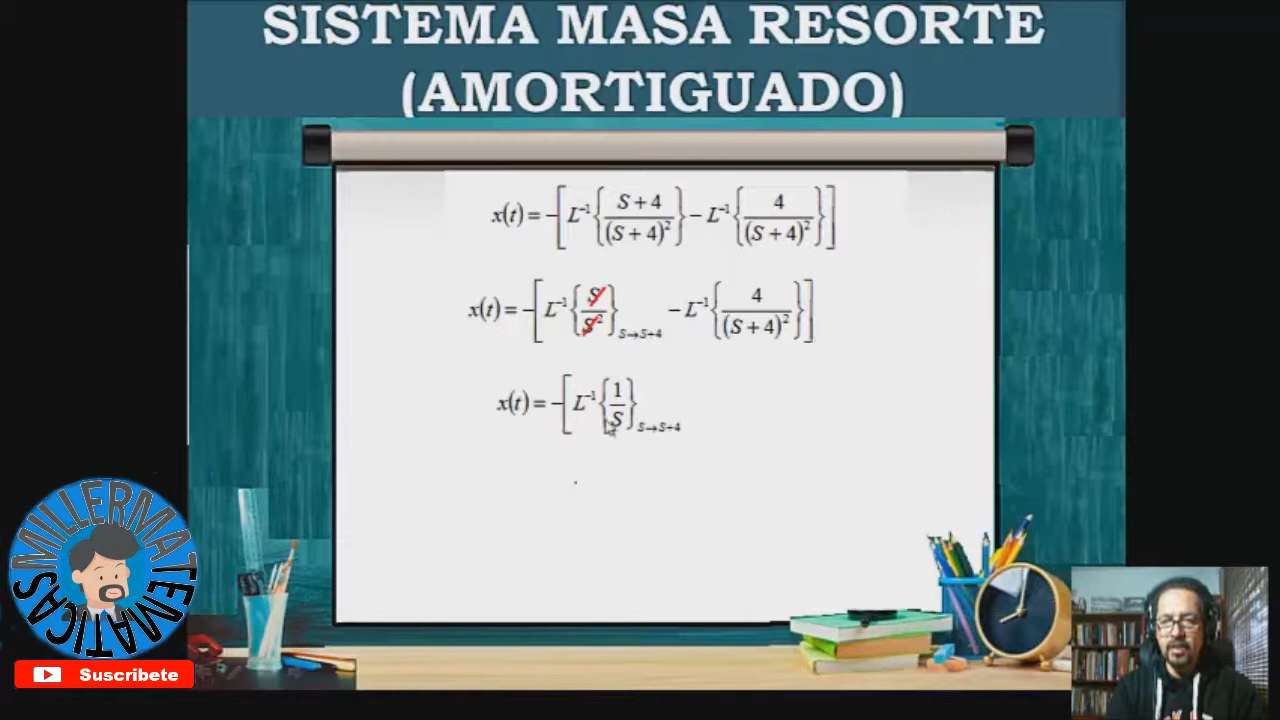 SISTEMA MASA RESORTE
(AMORTIGUADO)
x(t) = -[L⁻¹{(S + 4)/(S + 4)²} - L⁻¹{4/(S + 4)²}]
x(t) = -[L⁻¹{S/S²}S→S+4 - L⁻¹{4/(S + 4)²}]
x(t) = -[L⁻¹{1/S}S→S+4
MILLERMATEMATICAS
Suscribete